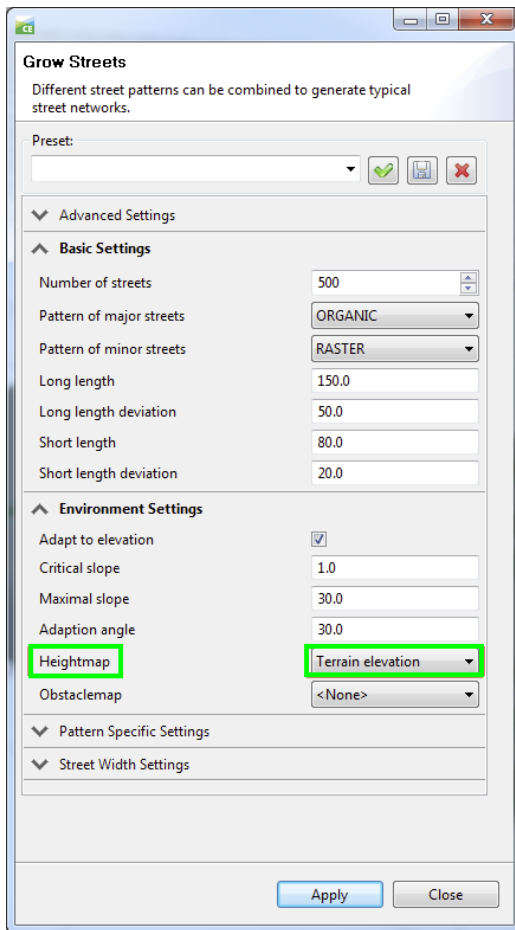 CE
Grow Streets
Different street patterns can be combined to generate typical
street networks.
Preset:
Advanced Settings
Basic Settings
Number of streets 500
Pattern of major streets ORGANIC
Pattern of minor streets RASTER
Long length 150.0
Long length deviation 50.0
Short length 80.0
Short length deviation 20.0
Environment Settings
Adapt to elevation
Critical slope 1.0
Maximal slope 30.0
Adaption angle 30.0
Heightmap Terrain elevation
Obstaclemap <None>
Pattern Specific Settings
Street Width Settings
Apply Close